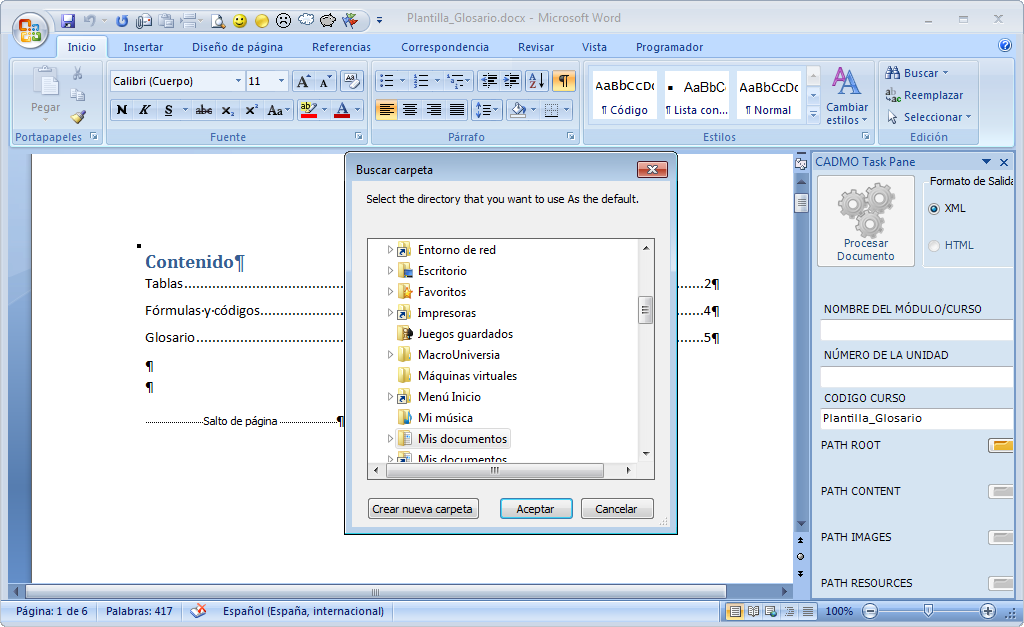 Plantilla_Glosario.docx - Microsoft Word
Inicio Insertar Diseño de página Referencias Correspondencia Revisar Vista Programador
Pegar
Portapapeles
Calibri (Cuerpo) 11
N K S abc x₂ x² Aa
Fuente
Párrafo
AaBbCcDc AaBbC AaBbCcDc
¶ Código ¶ Lista con... ¶ Normal
Cambiar
estilos
Estilos
Buscar
Reemplazar
Seleccionar
Edición
Contenido¶
Tablas 2¶
Fórmulas·y·códigos 4¶
Glosario 5¶
¶
¶
Salto de página ¶
Buscar carpeta
Select the directory that you want to use As the default.
Entorno de red
Escritorio
Favoritos
Impresoras
Juegos guardados
MacroUniversia
Máquinas virtuales
Menú Inicio
Mi música
Mis documentos
Mis documentos
Crear nueva carpeta Aceptar Cancelar
CADMO Task Pane
Procesar
Documento
Formato de Salida
XML
HTML
NOMBRE DEL MÓDULO/CURSO
NÚMERO DE LA UNIDAD
CODIGO CURSO
Plantilla_Glosario
PATH ROOT
PATH CONTENT
PATH IMAGES
PATH RESOURCES
Página: 1 de 6 Palabras: 417 Español (España, internacional) 100%